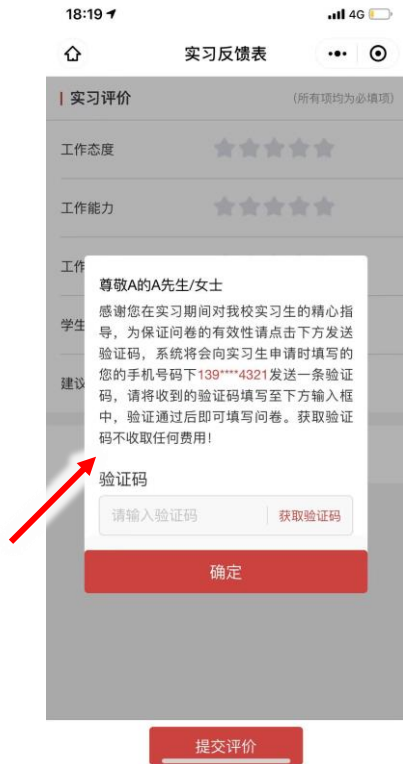 18:19 4G
实习反馈表
实习评价 (所有项均为必填项)
工作态度
工作能力
工作
尊敬A的A先生/女士
感谢您在实习期间对我校实习生的精心指
导，为保证问卷的有效性请点击下方发送
验证码，系统将会向实习生申请时填写的
您的手机号码下139****4321发送一条验证
码，请将收到的验证码填写至下方输入框
中，验证通过后即可填写问卷。获取验证
码不收取任何费用！
学生
建议
验证码
请输入验证码 获取验证码
确定
提交评价